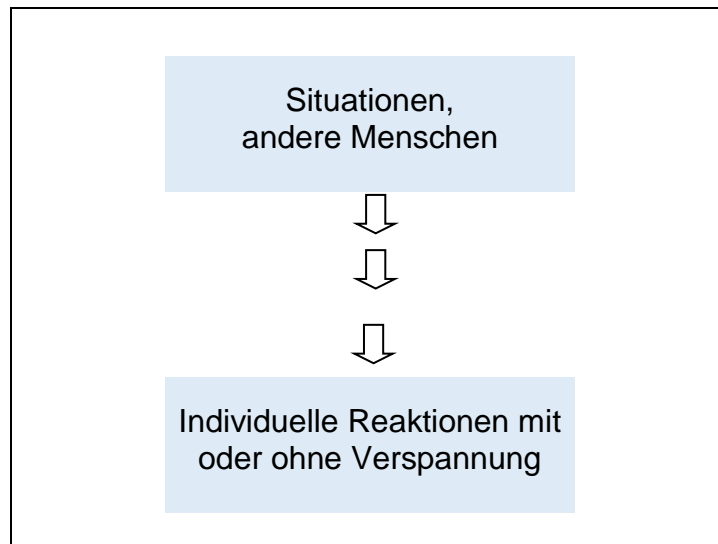 Situationen,
andere Menschen
Individuelle Reaktionen mit
oder ohne Verspannung